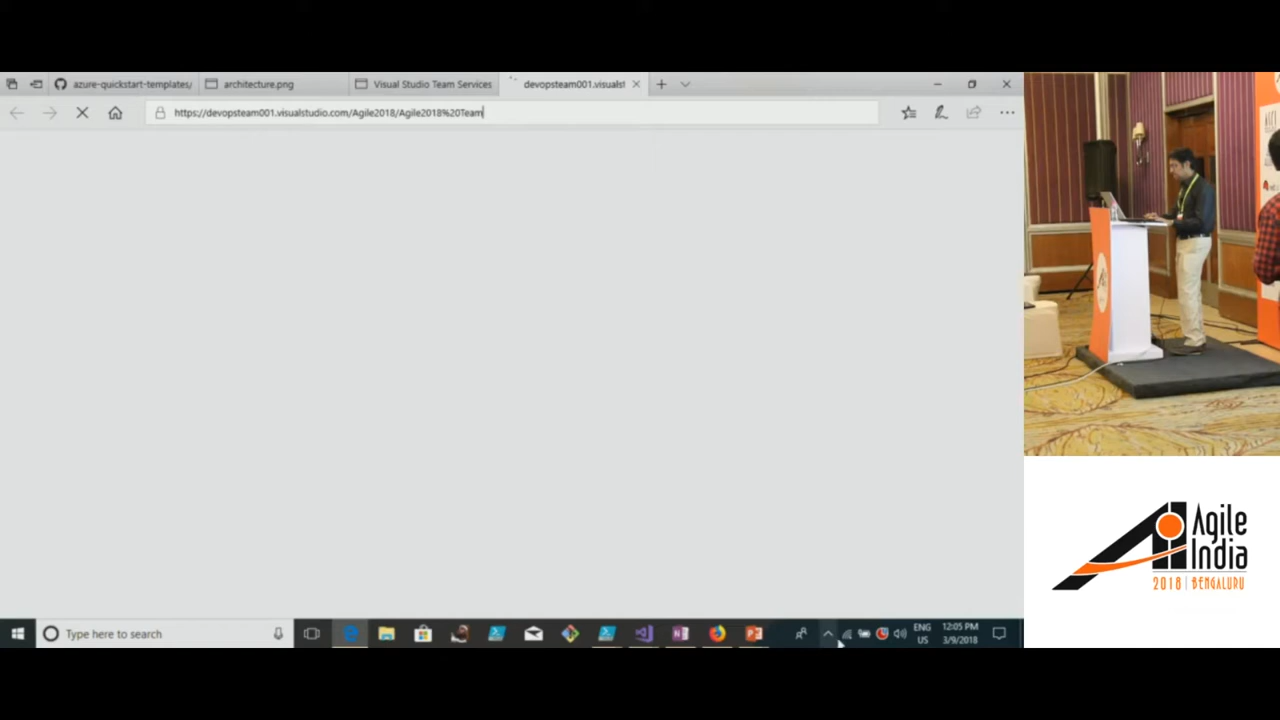 azure-quickstart-templates/
architecture.png
Visual Studio Team Services
devopsteam001.visualst
https://devopsteam001.visualstudio.com/Agile2018/Agile2018%20Team
Type here to search
ENG
US
12:05 PM
3/9/2018
Agile
India
2018 | BENGALURU